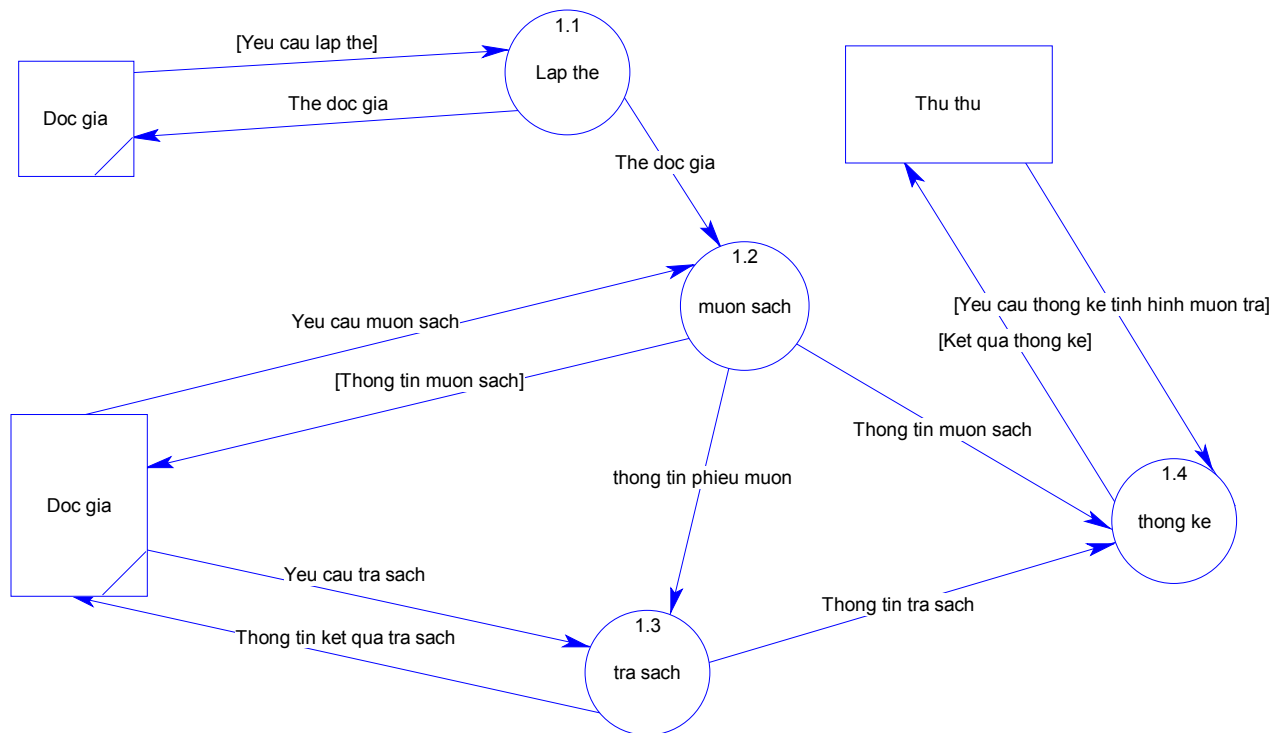 1.1
Lap the
[Yeu cau lap the]
The doc gia
Doc gia
Thu thu
The doc gia
1.2
muon sach
Yeu cau muon sach
[Thong tin muon sach]
[Yeu cau thong ke tinh hinh muon tra]
[Ket qua thong ke]
Thong tin muon sach
thong tin phieu muon
1.4
thong ke
Doc gia
Yeu cau tra sach
Thong tin tra sach
Thong tin ket qua tra sach
1.3
tra sach